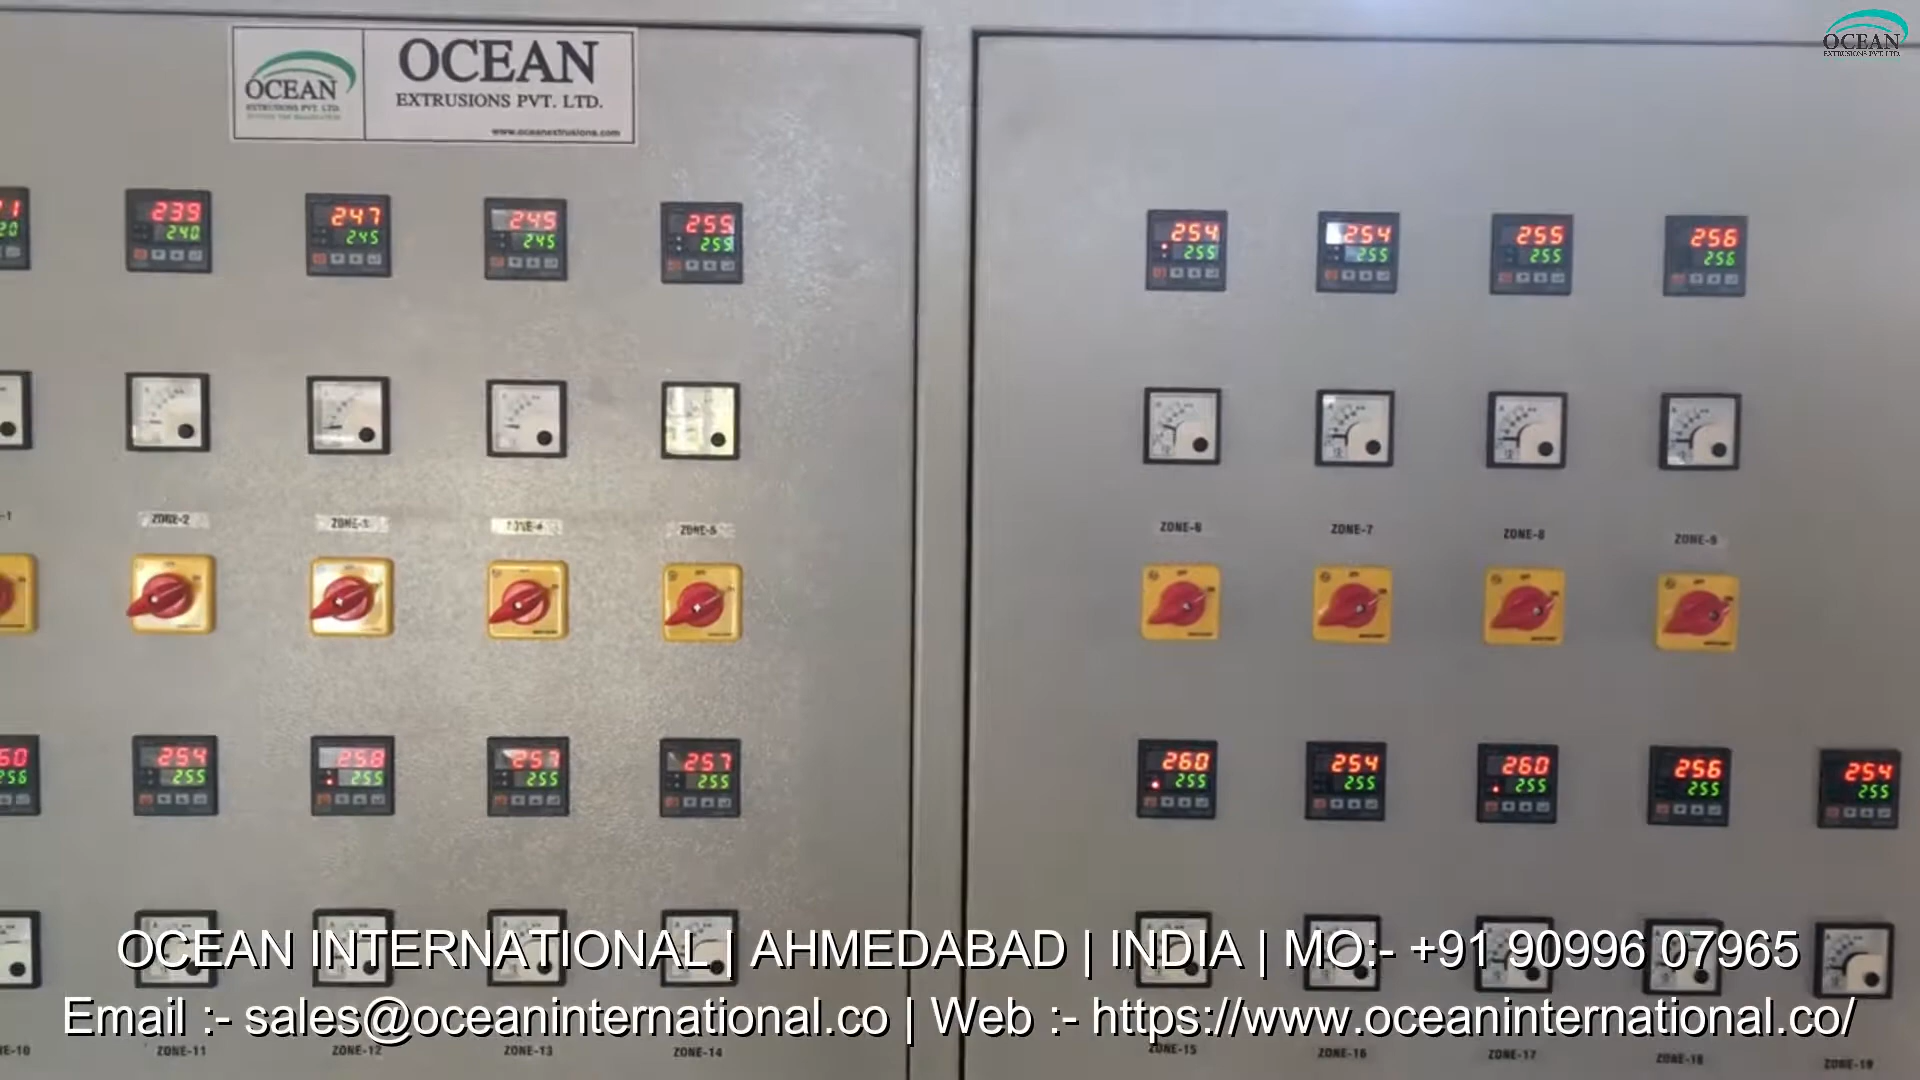 OCEAN
EXTRUSIONS PVT. LTD.
OCEAN
EXTRUSIONS PVT. LTD.
www.oceanextrusions.com
OCEAN
EXTRUSIONS PVT. LTD.
239 247 245 255 254 254 255 256
240 245 245 255 255 255 256
ZONE-2 ZONE-3 ZONE-4 ZONE-5 ZONE-6 ZONE-7 ZONE-8 ZONE-9
254 258 257 257 260 254 260 256 254
255 255 255 255 255 255 255 255 255
OCEAN INTERNATIONAL | AHMEDABAD | INDIA | MO:- +91 90996 07965
Email :- sales@oceaninternational.co | Web :- https://www.oceaninternational.co/
ZONE-11 ZONE-12 ZONE-13 ZONE-14 ZONE-15 ZONE-16 ZONE-17 ZONE-18 ZONE-19